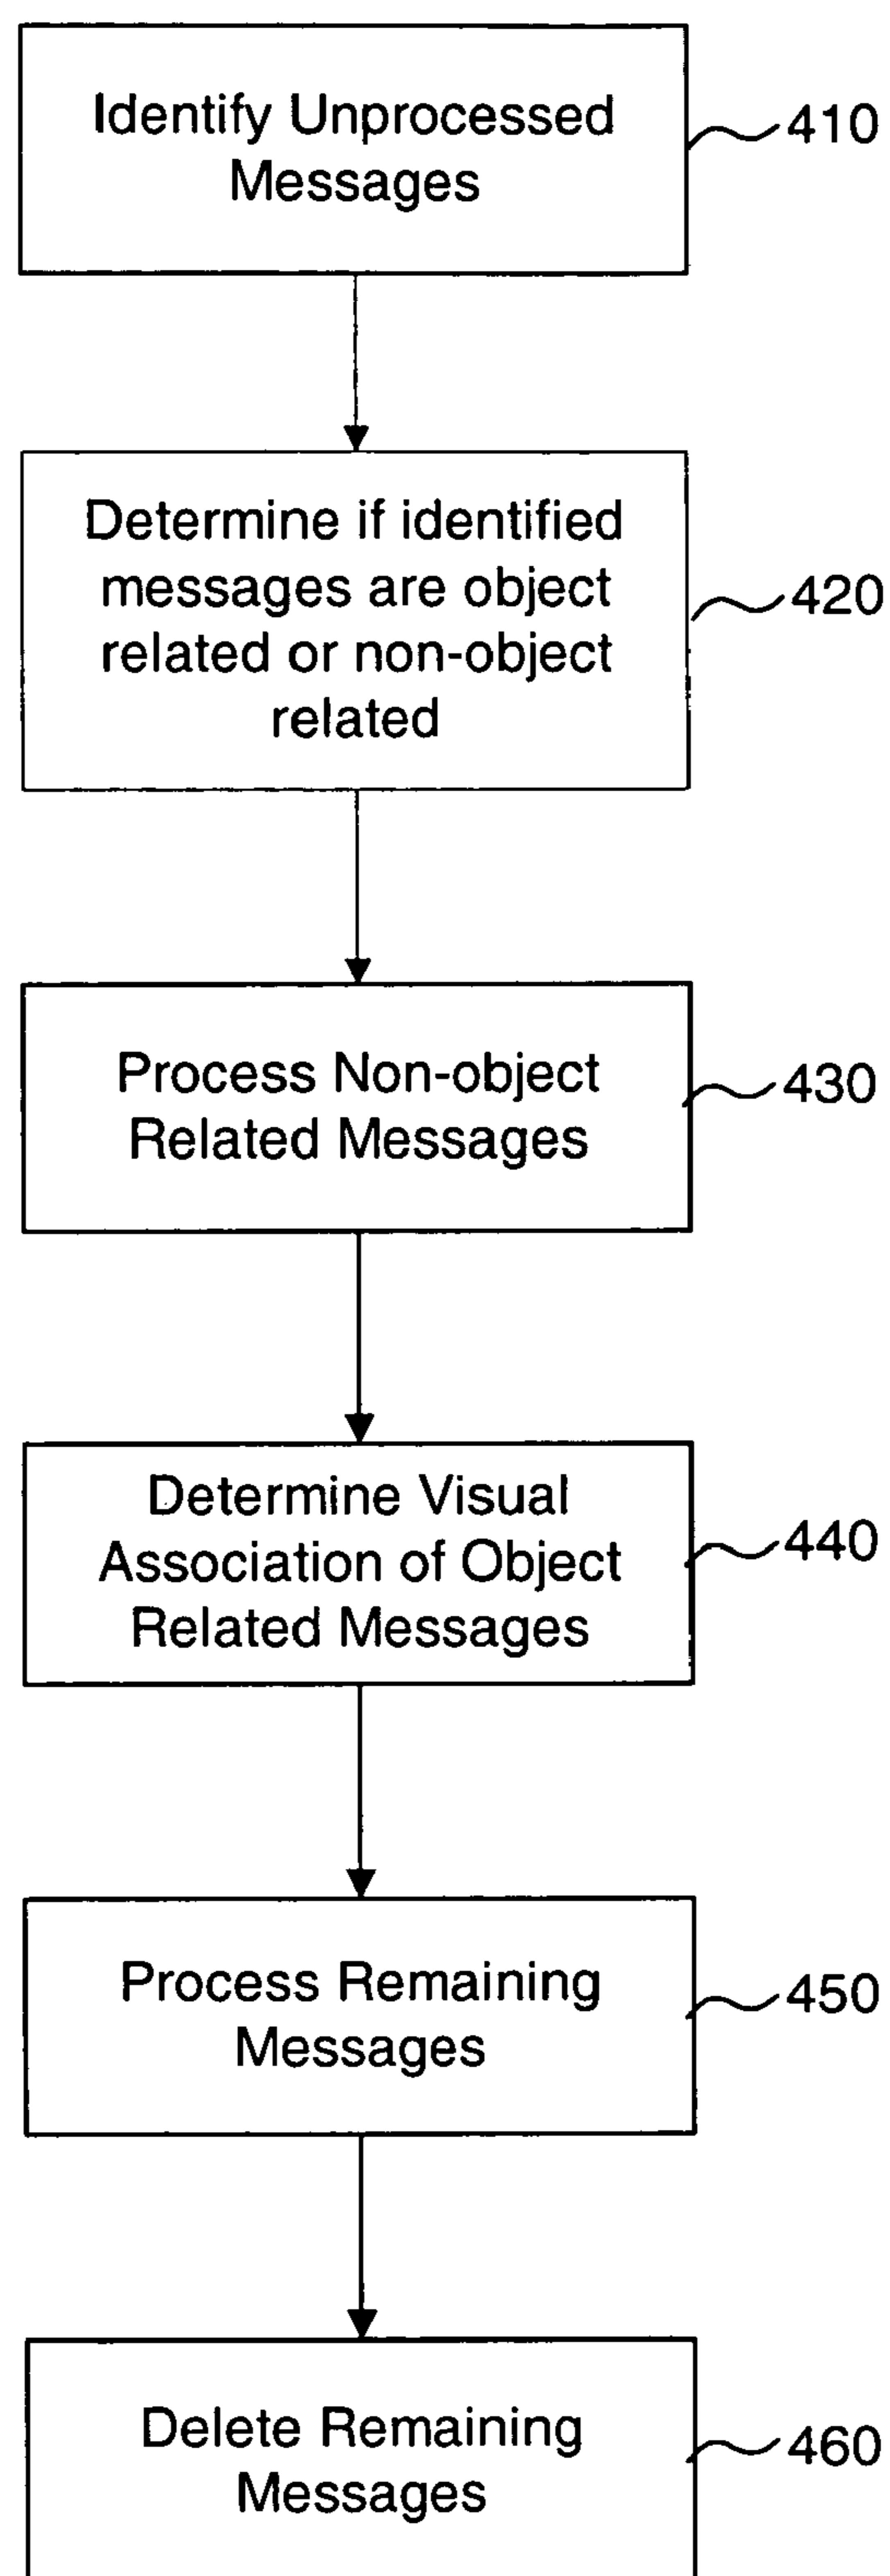 Identify Unprocessed
Messages
410
Determine if identified
messages are object
related or non-object
related
420
Process Non-object
Related Messages
430
Determine Visual
Association of Object
Related Messages
440
Process Remaining
Messages
450
Delete Remaining
Messages
460